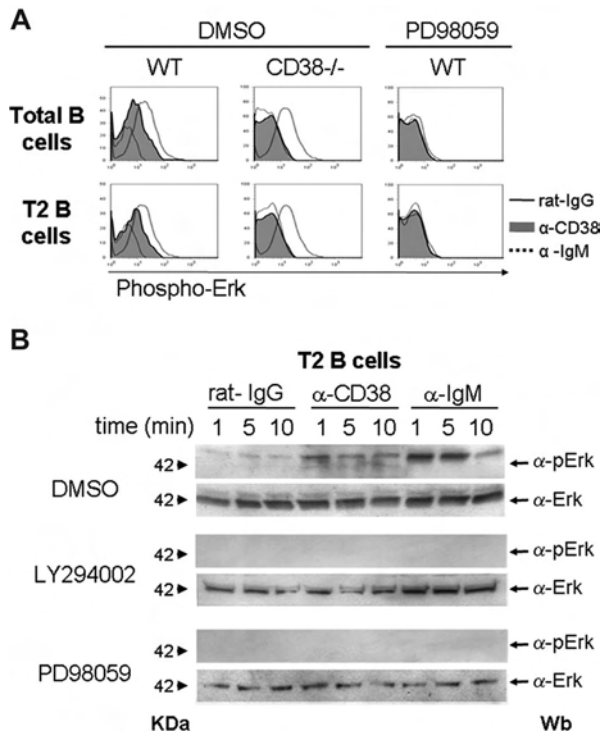 A
DMSO PD98059
WT CD38-/- WT
Total B cells
T2 B cells
rat-IgG
α-CD38
α -IgM
Phospho-Erk
B
T2 B cells
rat- IgG α-CD38 α-IgM
time (min) 1 5 10 1 5 10 1 5 10
42 α-pErk
DMSO
42 α-Erk
42 α-pErk
LY294002
42 α-Erk
42 α-pErk
PD98059
42 α-Erk
KDa Wb